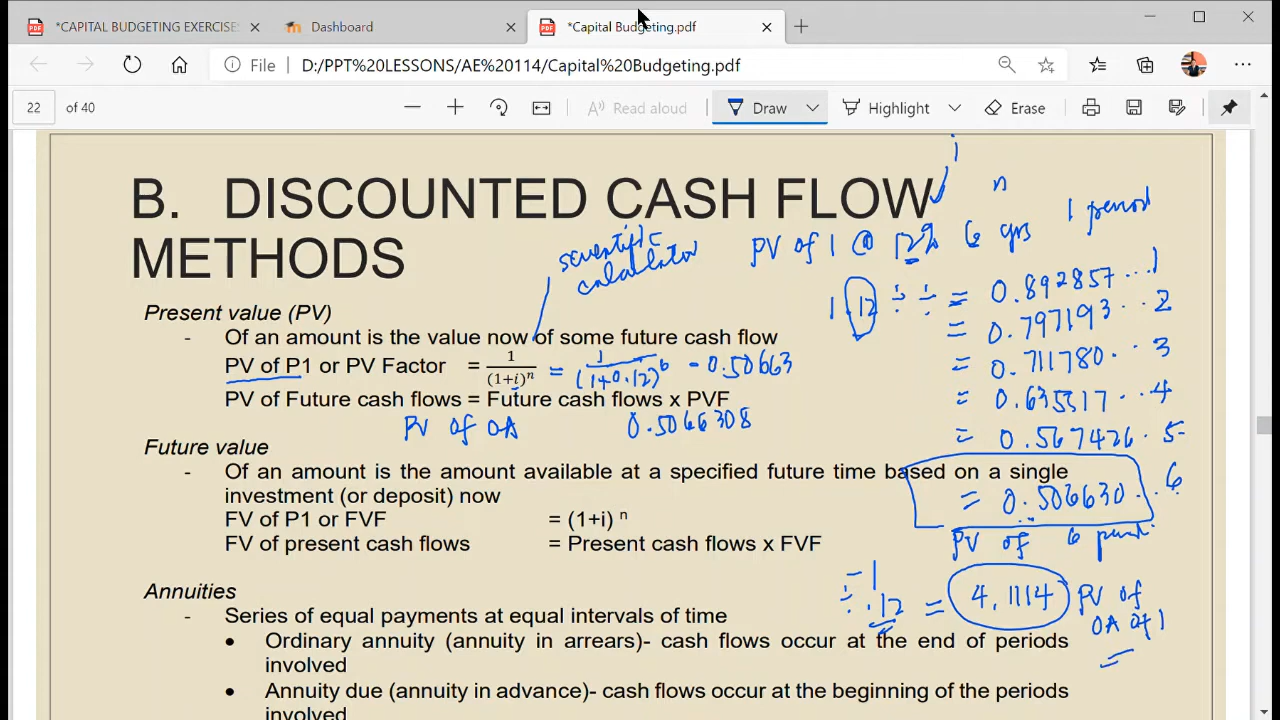 *CAPITAL BUDGETING EXERCISE
Dashboard
*Capital Budgeting.pdf
File
D:/PPT%20LESSONS/AE%20114/Capital%20Budgeting.pdf
22 of 40
Read aloud
Draw
Highlight
Erase
B. DISCOUNTED CASH FLOW
METHODS
i
n
1 period
PV of 1 @ 12% 6 yrs
scientific
calculator
1.12 ÷ ÷ = 0.892857...1
= 0.797193...2
= 0.711780...3
= 0.635517...4
= 0.567426.5
= 0.506630..6
PV of 6 period
÷ .12 = 4.1114 PV of
OA of 1
Present value (PV)
- Of an amount is the value now of some future cash flow
PV of P1 or PV Factor = 1/(1+i)^n = 1/(1+0.12)^6 - 0.50663
PV of Future cash flows = Future cash flows x PVF
PV of OA 0.5066308
Future value
- Of an amount is the amount available at a specified future time based on a single
investment (or deposit) now
FV of P1 or FVF = (1+i) n
FV of present cash flows = Present cash flows x FVF
Annuities
- Series of equal payments at equal intervals of time
• Ordinary annuity (annuity in arrears)- cash flows occur at the end of periods
involved
• Annuity due (annuity in advance)- cash flows occur at the beginning of the periods
involved